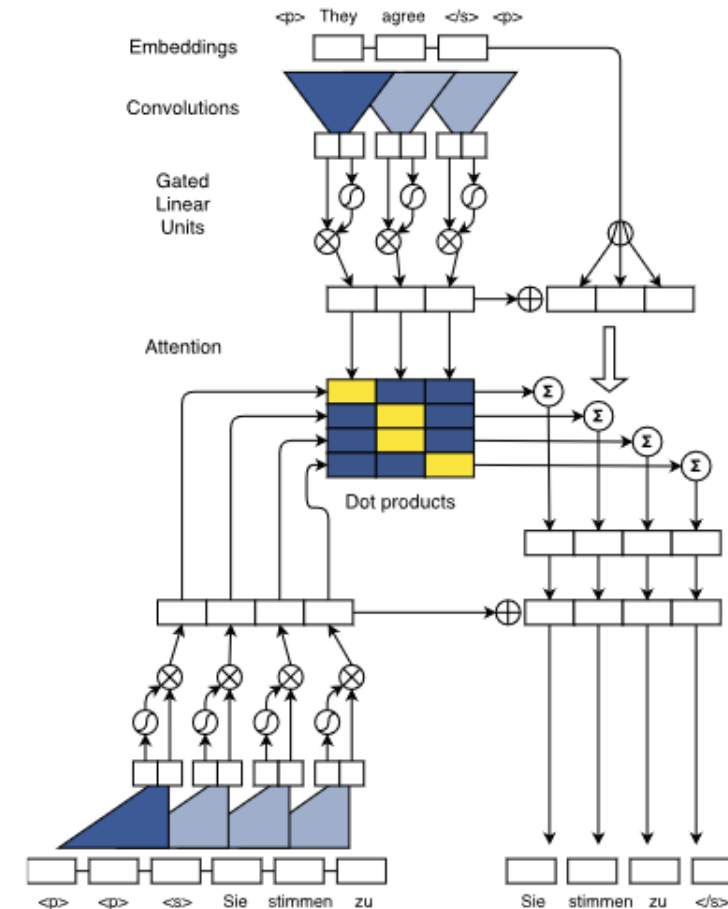 <p> They agree </s> <p>
Embeddings
Convolutions
Gated
Linear
Units
Attention
Σ
Σ
Σ
Σ
Dot products
<p> <p> <s> Sie stimmen zu
Sie stimmen zu </s>